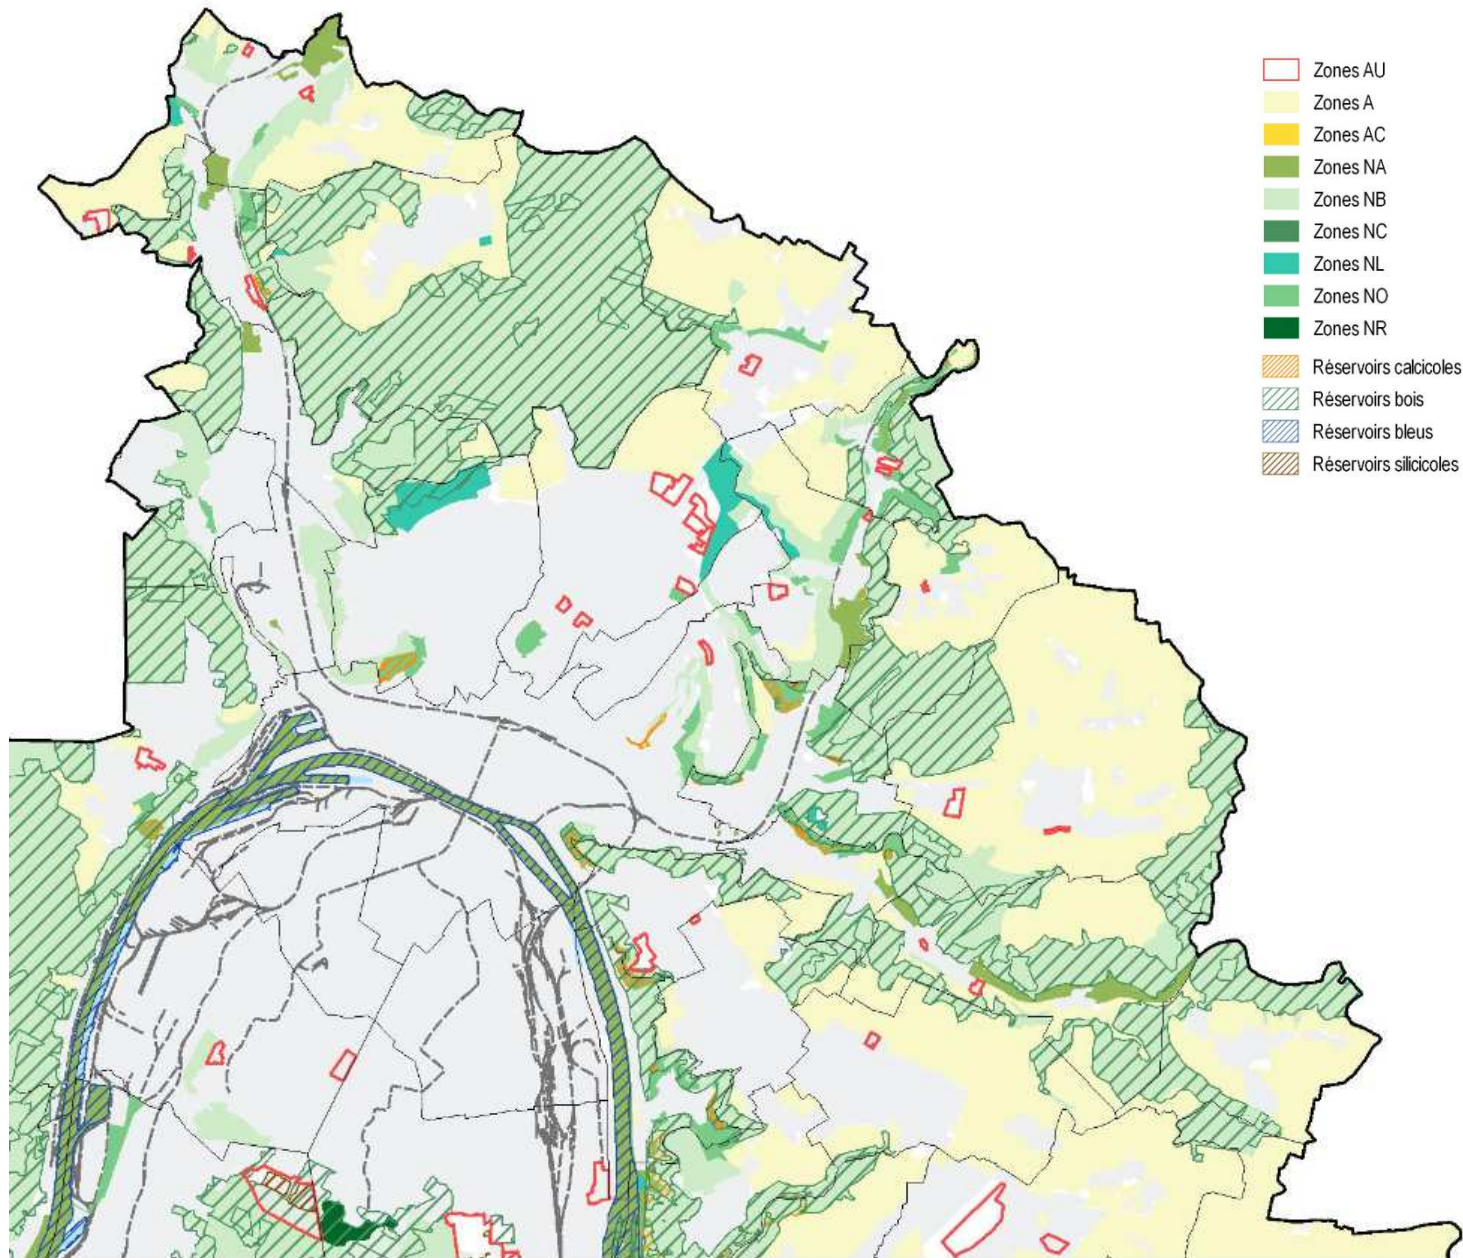 Zones AU
Zones A
Zones AC
Zones NA
Zones NB
Zones NC
Zones NL
Zones NO
Zones NR
Réservoirs calcicoles
Réservoirs bois
Réservoirs bleus
Réservoirs silicicoles